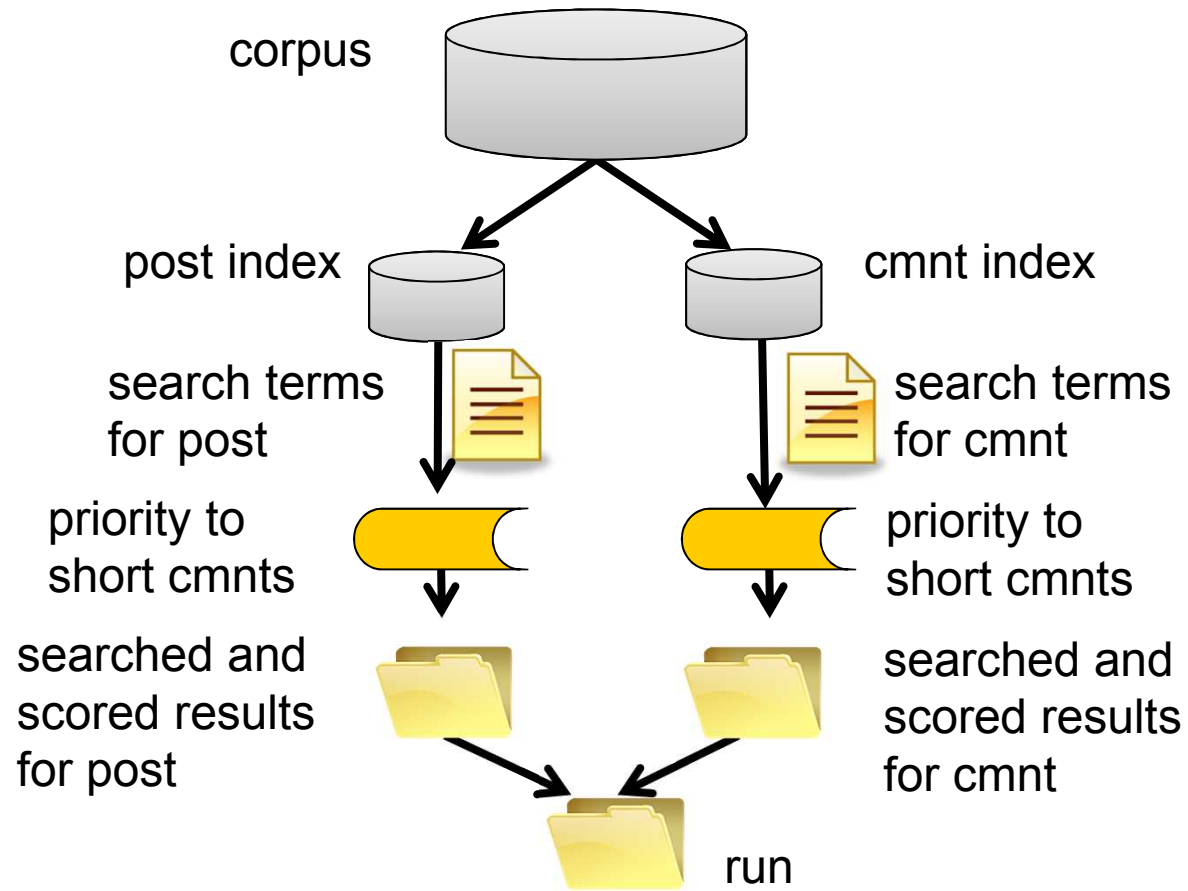 corpus
post index
cmnt index
search terms
for post
search terms
for cmnt
priority to
short cmnts
priority to
short cmnts
searched and
scored results
for post
searched and
scored results
for cmnt
run